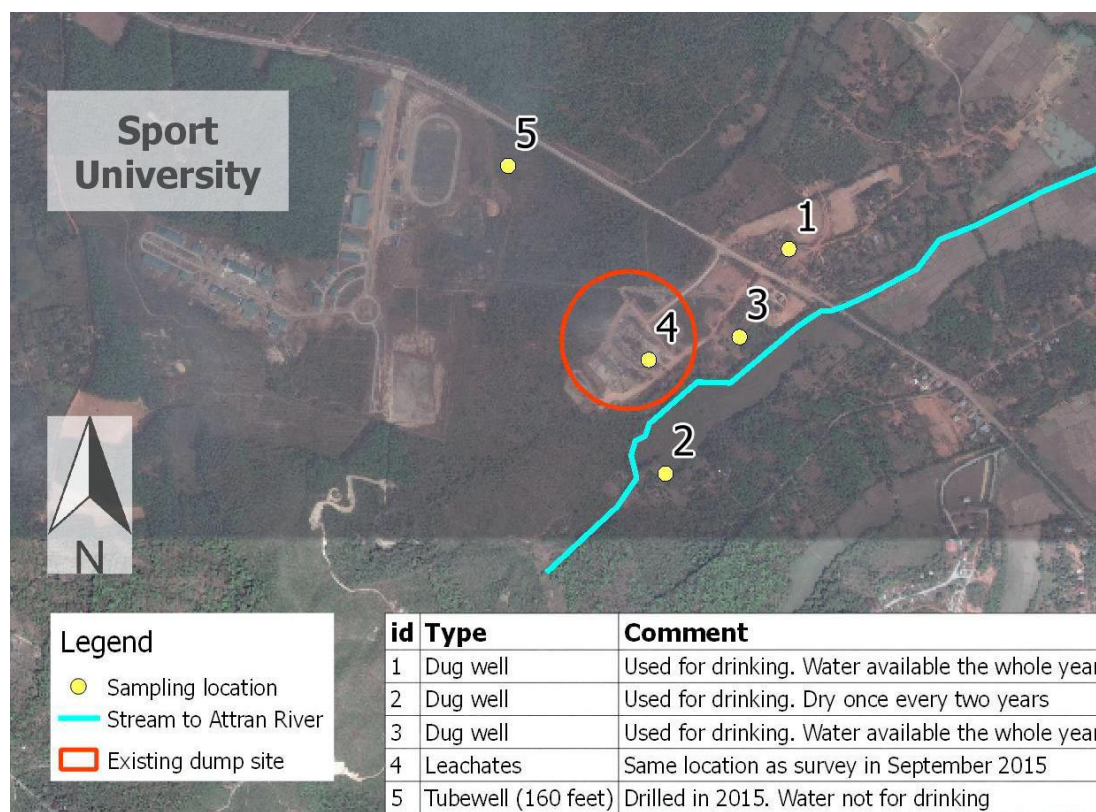 Sport
University
5
1
3
4
2
N
Legend
Sampling location
Stream to Attran River
Existing dump site
id Type Comment
1 Dug well Used for drinking. Water available the whole year
2 Dug well Used for drinking. Dry once every two years
3 Dug well Used for drinking. Water available the whole year
4 Leachates Same location as survey in September 2015
5 Tubewell (160 feet) Drilled in 2015. Water not for drinking